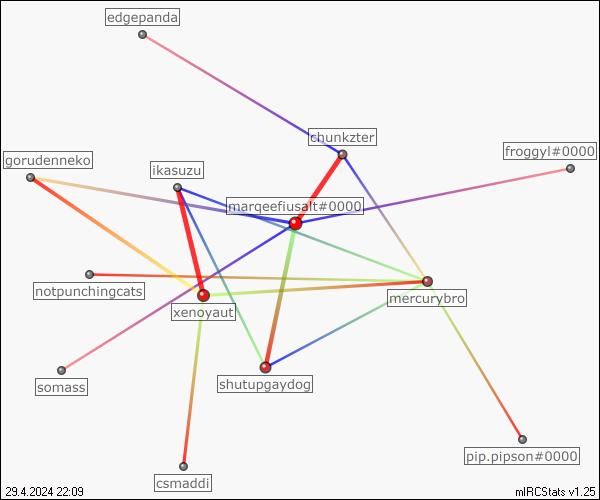 edgepanda
chunkzter
froggyl#0000
gorudenneko
ikasuzu
marqeefiusalt#0000
notpunchingcats
mercurybro
xenoyaut
somass
shutupgaydog
pip.pipson#0000
csmaddi
29.4.2024 22:09
mIRCStats v1.25